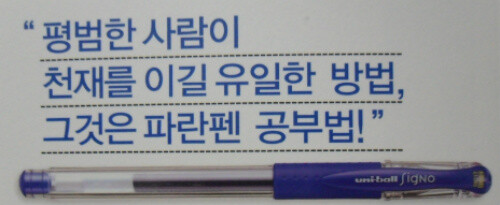 “평범한 사람이
천재를 이길 유일한 방법,
그것은 파란펜 공부법!”
uni-ball SIGNO